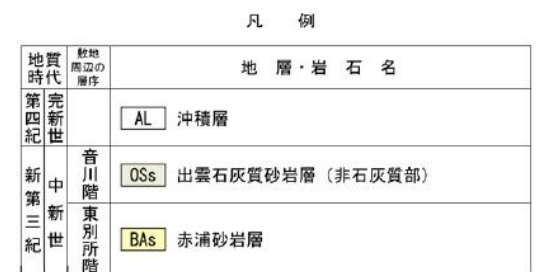 凡　例
地質時代
敷地周辺の層序
地　層・岩　石　名
第四紀
完新世
AL 沖積層
新第三紀
中新世
音川階
OSs 出雲石灰質砂岩層（非石灰質部）
東別所階
BAs 赤浦砂岩層